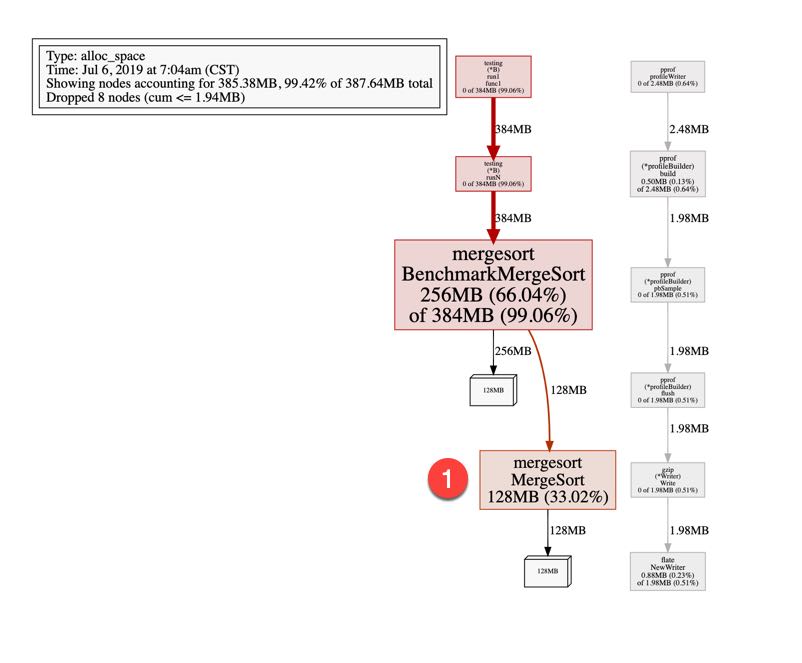 Type: alloc_space
Time: Jul 6, 2019 at 7:04am (CST)
Showing nodes accounting for 385.38MB, 99.42% of 387.64MB total
Dropped 8 nodes (cum <= 1.94MB)
testing
(*B)
run1
func1
0 of 384MB (99.06%)
384MB
testing
(*B)
runN
0 of 384MB (99.06%)
384MB
mergesort
BenchmarkMergeSort
256MB (66.04%)
of 384MB (99.06%)
256MB
128MB
128MB
1
mergesort
MergeSort
128MB (33.02%)
128MB
128MB
pprof
profileWriter
0 of 2.48MB (0.64%)
2.48MB
pprof
(*profileBuilder)
build
0.50MB (0.13%)
of 2.48MB (0.64%)
1.98MB
pprof
(*profileBuilder)
pbSample
0 of 1.98MB (0.51%)
1.98MB
pprof
(*profileBuilder)
flush
0 of 1.98MB (0.51%)
1.98MB
gzip
(*Writer)
Write
0 of 1.98MB (0.51%)
1.98MB
flate
NewWriter
0.88MB (0.23%)
of 1.98MB (0.51%)